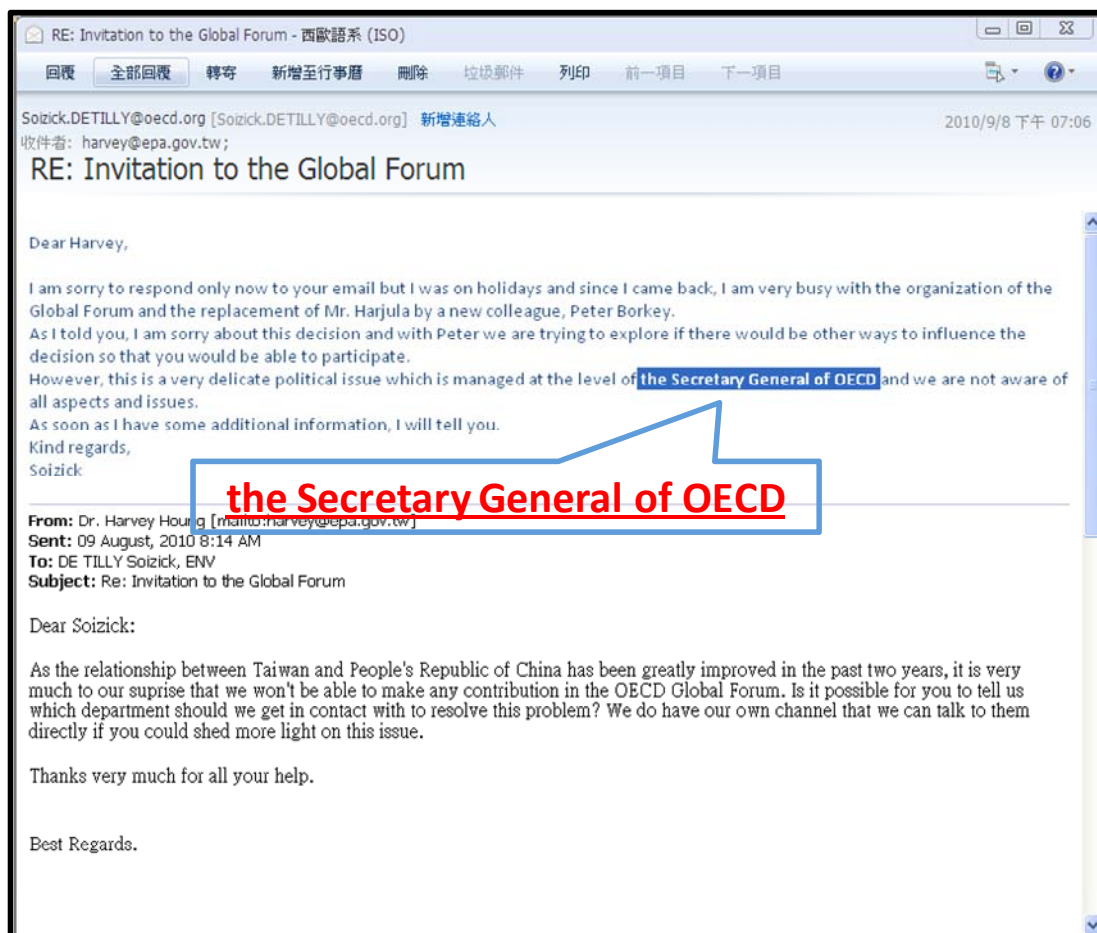 RE: Invitation to the Global Forum - 西歐語系 (ISO)
回覆 全部回覆 轉寄 新增至行事曆 刪除 垃圾郵件 列印 前一項目 下一項目
Soizick.DETILLY@oecd.org [Soizick.DETILLY@oecd.org] 新增連絡人 2010/9/8 下午 07:06
收件者: harvey@epa.gov.tw;
RE: Invitation to the Global Forum
Dear Harvey,
I am sorry to respond only now to your email but I was on holidays and since I came back, I am very busy with the organization of the
Global Forum and the replacement of Mr. Harjula by a new colleague, Peter Borkey.
As I told you, I am sorry about this decision and with Peter we are trying to explore if there would be other ways to influence the
decision so that you would be able to participate.
However, this is a very delicate political issue which is managed at the level of the Secretary General of OECD and we are not aware of
all aspects and issues.
As soon as I have some additional information, I will tell you.
Kind regards,
Soizick
the Secretary General of OECD
From: Dr. Harvey Houng [mailto:harvey@epa.gov.tw]
Sent: 09 August, 2010 8:14 AM
To: DE TILLY Soizick, ENV
Subject: Re: Invitation to the Global Forum
Dear Soizick:
As the relationship between Taiwan and People's Republic of China has been greatly improved in the past two years, it is very
much to our suprise that we won't be able to make any contribution in the OECD Global Forum. Is it possible for you to tell us
which department should we get in contact with to resolve this problem? We do have our own channel that we can talk to them
directly if you could shed more light on this issue.
Thanks very much for all your help.
Best Regards.